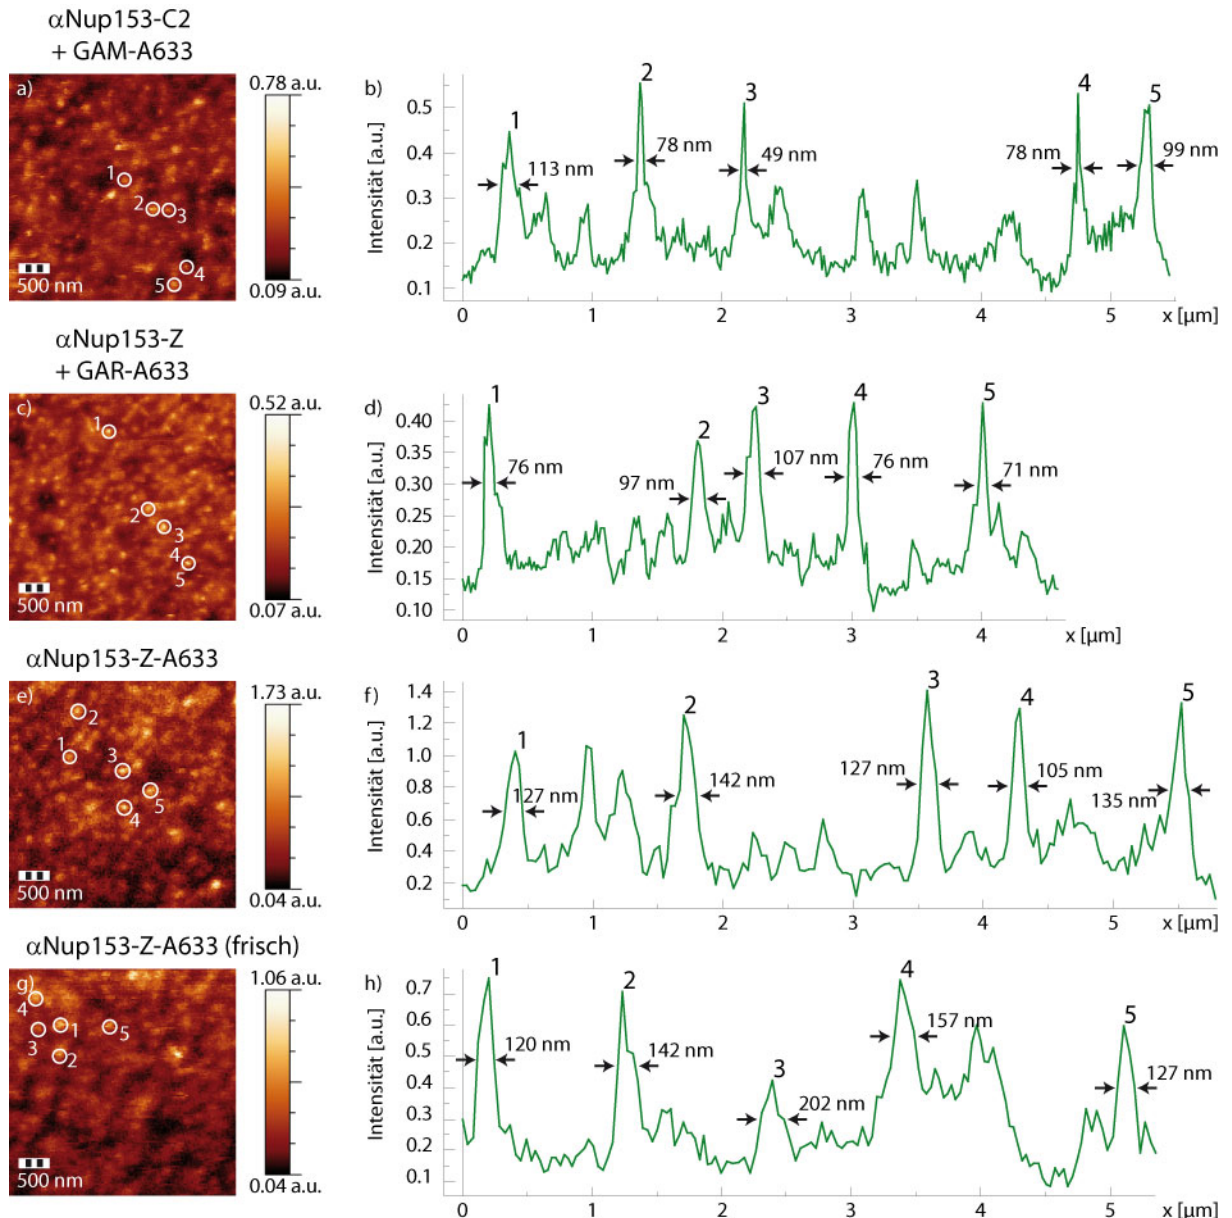 αNup153-C2
+ GAM-A633
a)
0.78 a.u.
1
2
3
4
5
500 nm
0.09 a.u.
b)
Intensität [a.u.]
0.5
0.4
0.3
0.2
0.1
1
2
3
4
5
113 nm
78 nm
49 nm
78 nm
99 nm
0 1 2 3 4 5 x [µm]
αNup153-Z
+ GAR-A633
c)
0.52 a.u.
1
2
3
4
5
500 nm
0.07 a.u.
d)
Intensität [a.u.]
0.40
0.35
0.30
0.25
0.20
0.15
0.10
1
2
3
4
5
76 nm
97 nm
107 nm
76 nm
71 nm
0 1 2 3 4 x [µm]
αNup153-Z-A633
e)
1.73 a.u.
2
1
3
5
4
500 nm
0.04 a.u.
f)
Intensität [a.u.]
1.4
1.2
1.0
0.8
0.6
0.4
0.2
1
2
3
4
5
127 nm
142 nm
127 nm
105 nm
135 nm
0 1 2 3 4 5 x [µm]
αNup153-Z-A633 (frisch)
g)
1.06 a.u.
4
1
5
3
2
500 nm
0.04 a.u.
h)
Intensität [a.u.]
0.7
0.6
0.5
0.4
0.3
0.2
0.1
1
2
3
4
5
120 nm
142 nm
202 nm
157 nm
127 nm
0 1 2 3 4 5 x [µm]